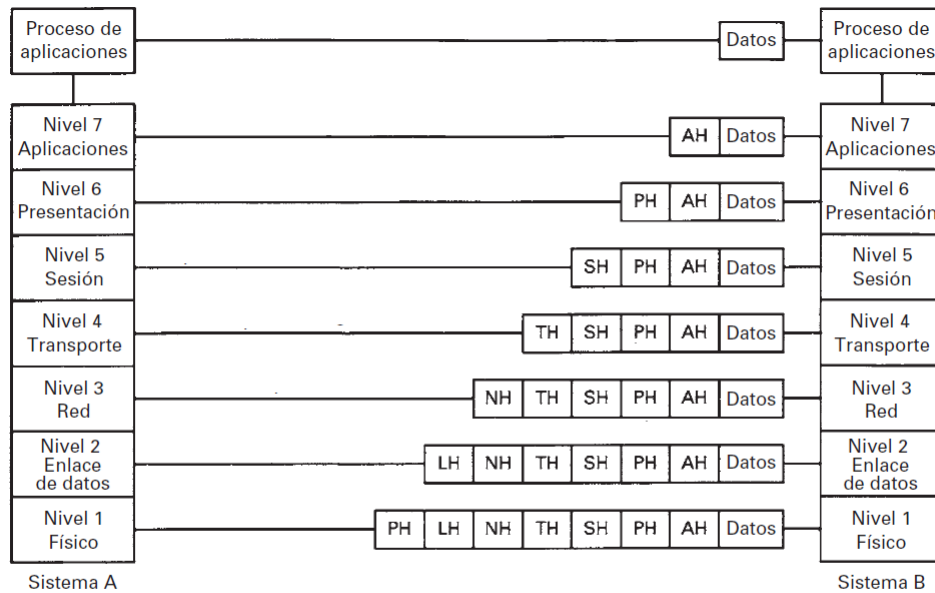 Proceso de aplicaciones Datos Proceso de aplicaciones
Nivel 7 Aplicaciones AH Datos Nivel 7 Aplicaciones
Nivel 6 Presentación PH AH Datos Nivel 6 Presentación
Nivel 5 Sesión SH PH AH Datos Nivel 5 Sesión
Nivel 4 Transporte TH SH PH AH Datos Nivel 4 Transporte
Nivel 3 Red NH TH SH PH AH Datos Nivel 3 Red
Nivel 2 Enlace de datos LH NH TH SH PH AH Datos Nivel 2 Enlace de datos
Nivel 1 Físico PH LH NH TH SH PH AH Datos Nivel 1 Físico
Sistema A Sistema B